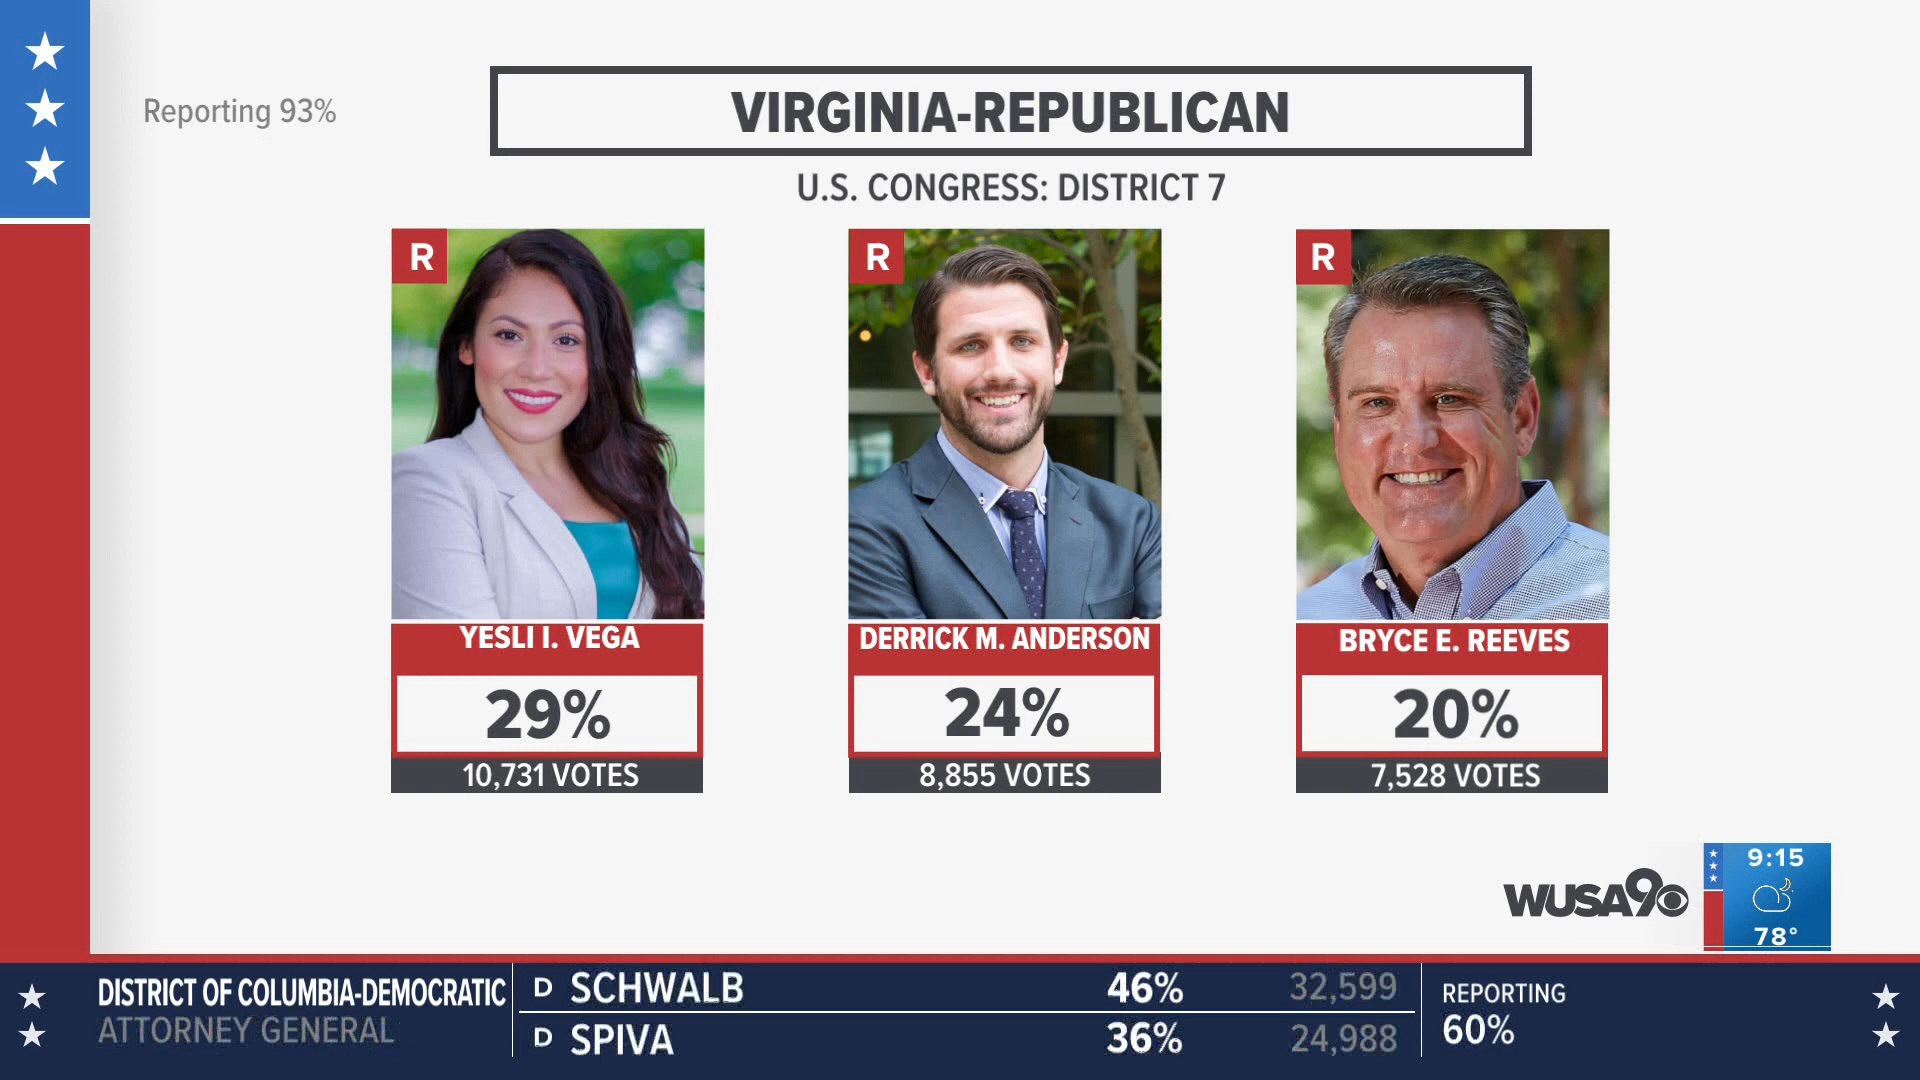 Reporting 93%
VIRGINIA-REPUBLICAN
U.S. CONGRESS: DISTRICT 7
R
R
R
YESLI I. VEGA
29%
10,731 VOTES
DERRICK M. ANDERSON
24%
8,855 VOTES
BRYCE E. REEVES
20%
7,528 VOTES
WUSA9
9:15
78°
DISTRICT OF COLUMBIA-DEMOCRATIC
ATTORNEY GENERAL
D SCHWALB 46% 32,599
D SPIVA 36% 24,988
REPORTING
60%